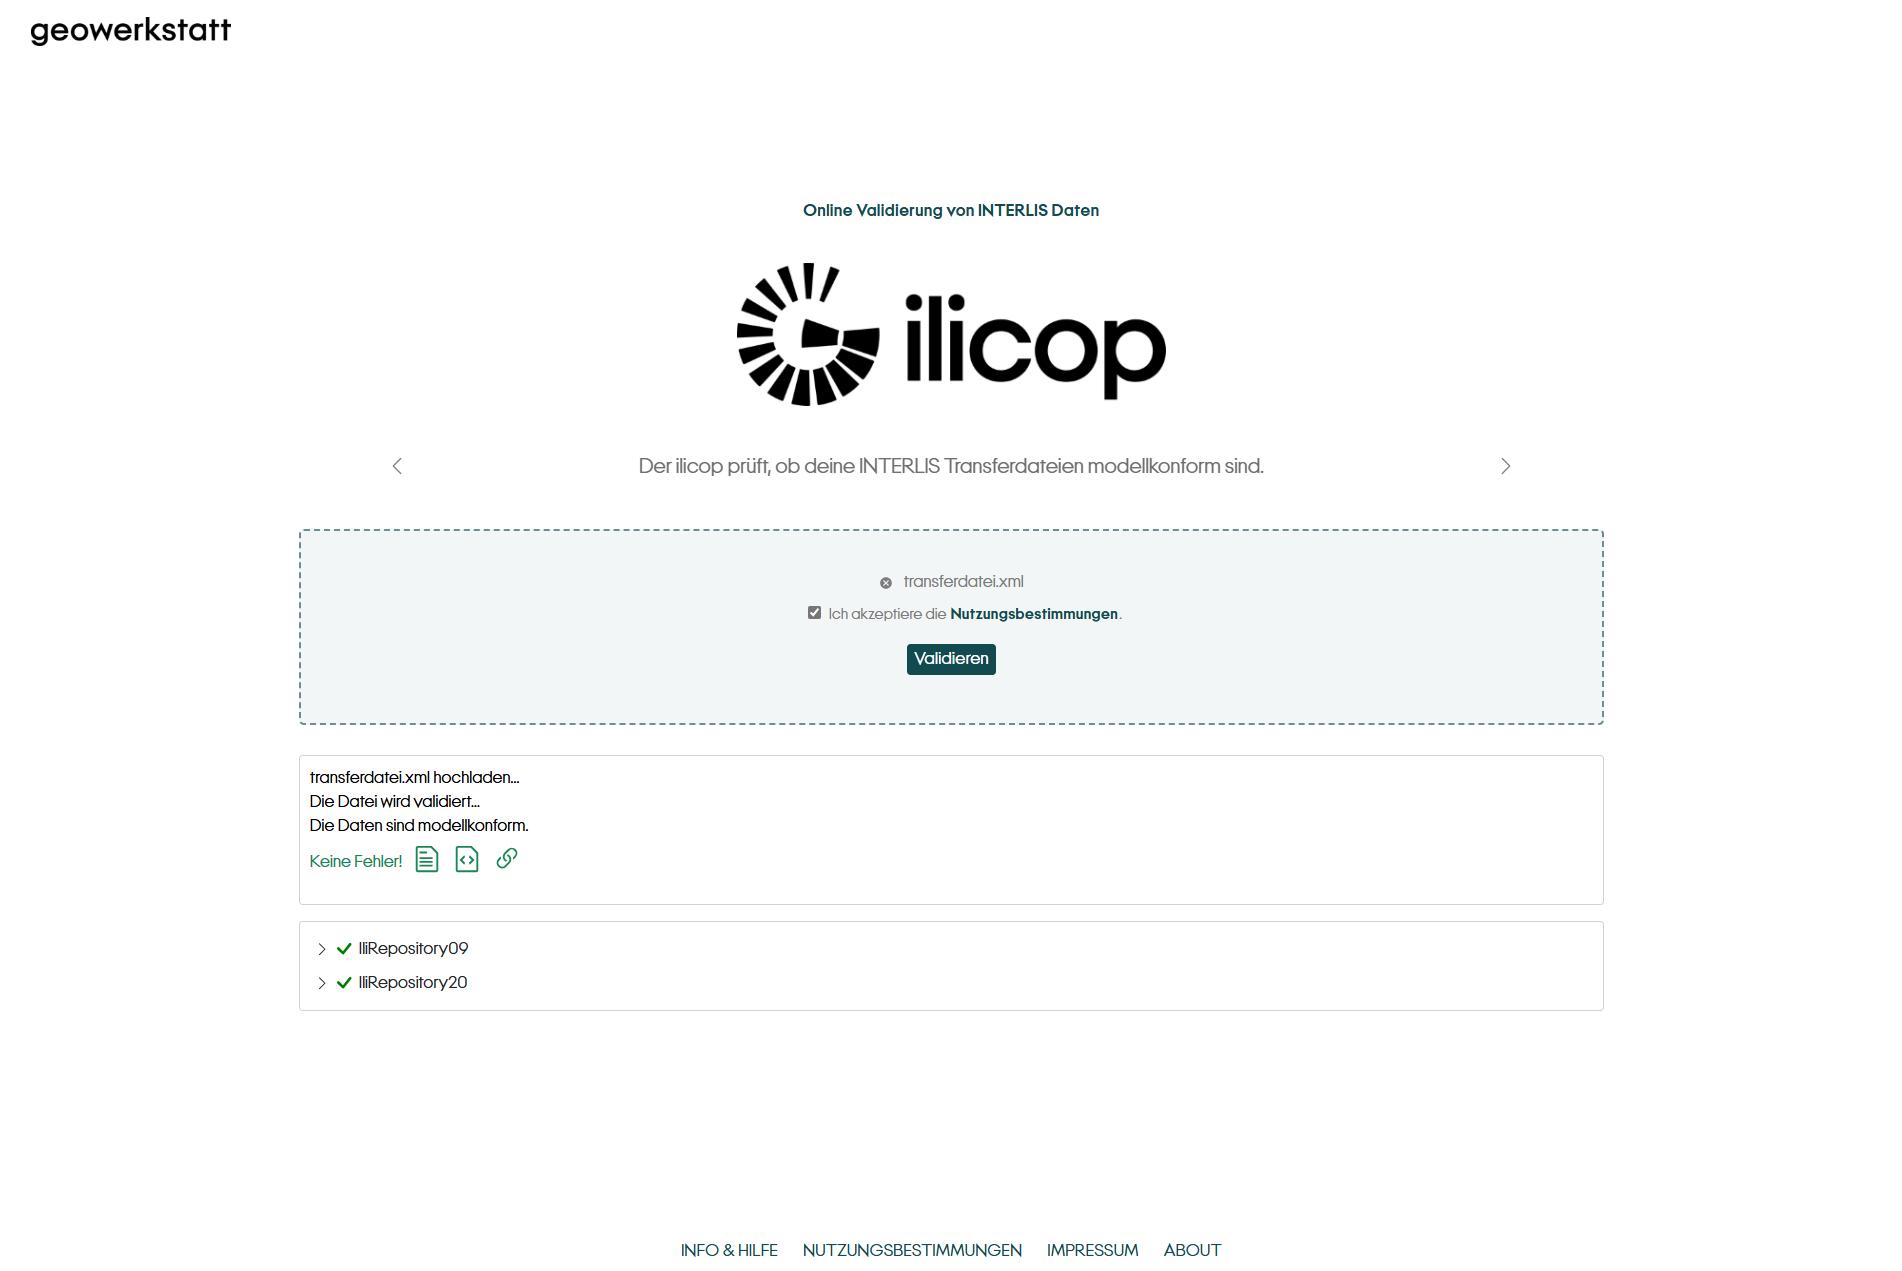 geowerkstatt
Online Validierung von INTERLIS Daten
ilicop
Der ilicop prüft, ob deine INTERLIS Transferdateien modellkonform sind.
transferdatei.xml
Ich akzeptiere die Nutzungsbestimmungen.
Validieren
transferdatei.xml hochladen...
Die Datei wird validiert...
Die Daten sind modellkonform.
Keine Fehler!
IliRepository09
IliRepository20
INFO & HILFE NUTZUNGSBESTIMMUNGEN IMPRESSUM ABOUT